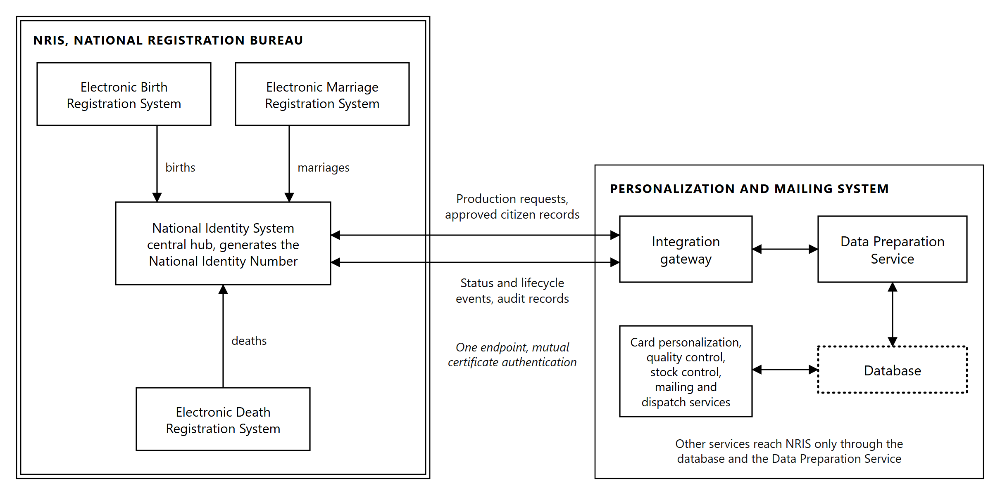 NRIS, NATIONAL REGISTRATION BUREAU
Electronic Birth
Registration System
Electronic Marriage
Registration System
births
marriages
National Identity System
central hub, generates the
National Identity Number
deaths
Electronic Death
Registration System
Production requests,
approved citizen records
Status and lifecycle
events, audit records
One endpoint, mutual
certificate authentication
PERSONALIZATION AND MAILING SYSTEM
Integration
gateway
Data Preparation
Service
Card personalization,
quality control,
stock control,
mailing and
dispatch services
Database
Other services reach NRIS only through the
database and the Data Preparation Service